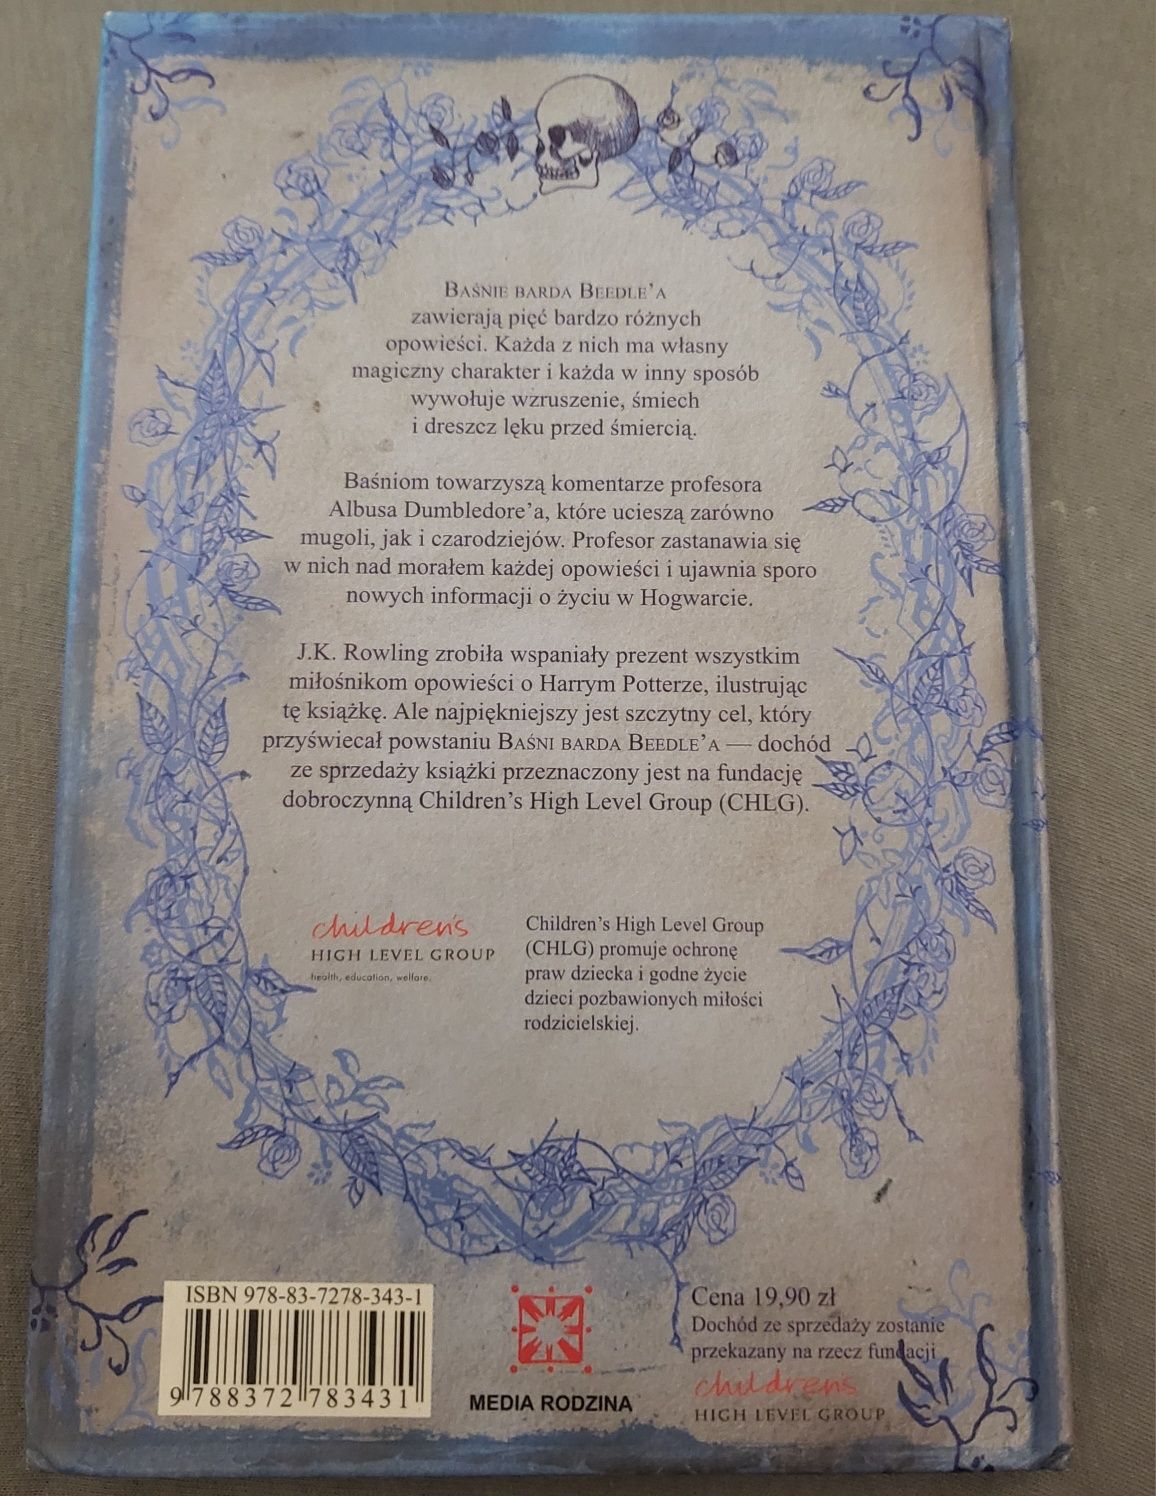 BAŚNIE BARDA BEEDLE'A
zawierają pięć bardzo różnych
opowieści. Każda z nich ma własny
magiczny charakter i każda w inny sposób
wywołuje wzruszenie, śmiech
i dreszcz lęku przed śmiercią.
Baśniom towarzyszą komentarze profesora
Albusa Dumbledore'a, które ucieszą zarówno
mugoli, jak i czarodziejów. Profesor zastanawia się
w nich nad morałem każdej opowieści i ujawnia sporo
nowych informacji o życiu w Hogwarcie.
J.K. Rowling zrobiła wspaniały prezent wszystkim
miłośnikom opowieści o Harrym Potterze, ilustrując
tę książkę. Ale najpiękniejszy jest szczytny cel, który
przyświecał powstaniu BAŚNI BARDA BEEDLE'A — dochód
ze sprzedaży książki przeznaczony jest na fundację
dobroczynną Children's High Level Group (CHLG).
children's
HIGH LEVEL GROUP
health, education, welfare.
Children's High Level Group
(CHLG) promuje ochronę
praw dziecka i godne życie
dzieci pozbawionych miłości
rodzicielskiej.
ISBN 978-83-7278-343-1
9 788372 783431
MEDIA RODZINA
Cena 19,90 zł
Dochód ze sprzedaży zostanie
przekazany na rzecz fundacji
children's
HIGH LEVEL GROUP